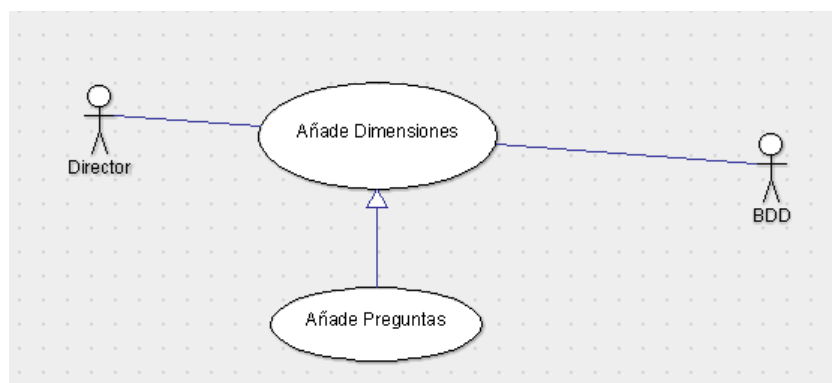 Añade Dimensiones
Director
BDD
Añade Preguntas